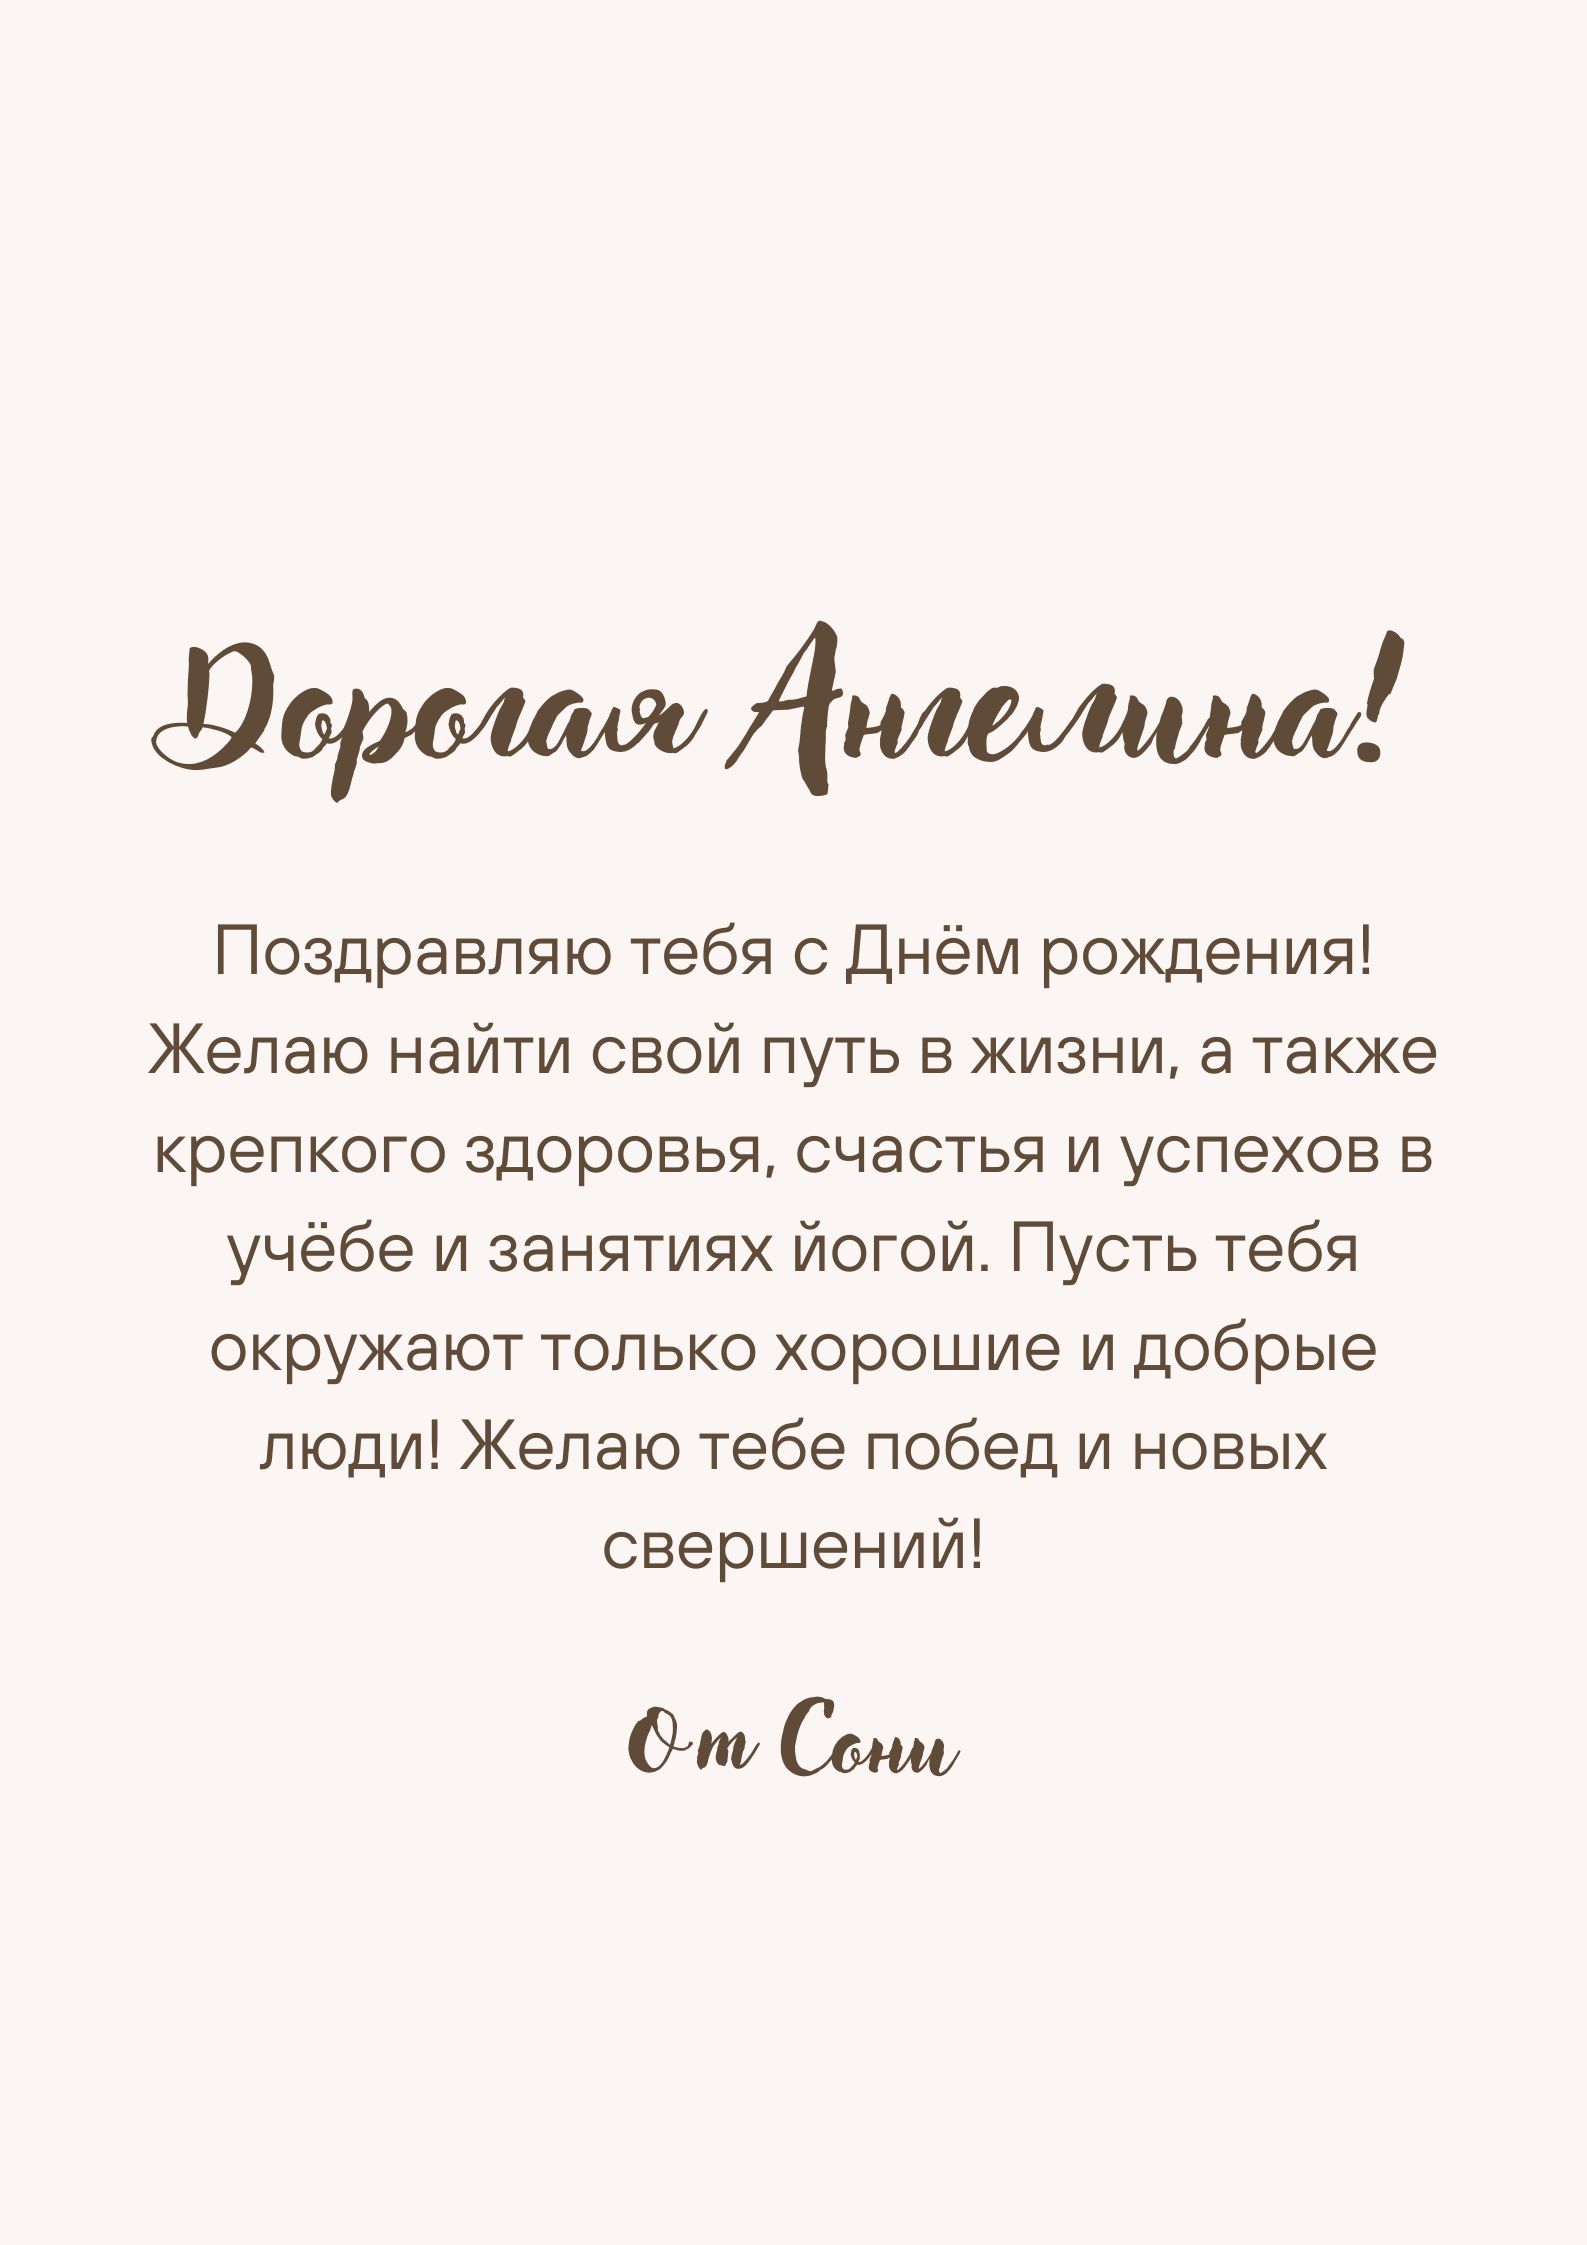 Дорогая Ангелина!
Поздравляю тебя с Днём рождения!
Желаю найти свой путь в жизни, а также
крепкого здоровья, счастья и успехов в
учёбе и занятиях йогой. Пусть тебя
окружают только хорошие и добрые
люди! Желаю тебе побед и новых
свершений!
От Сони